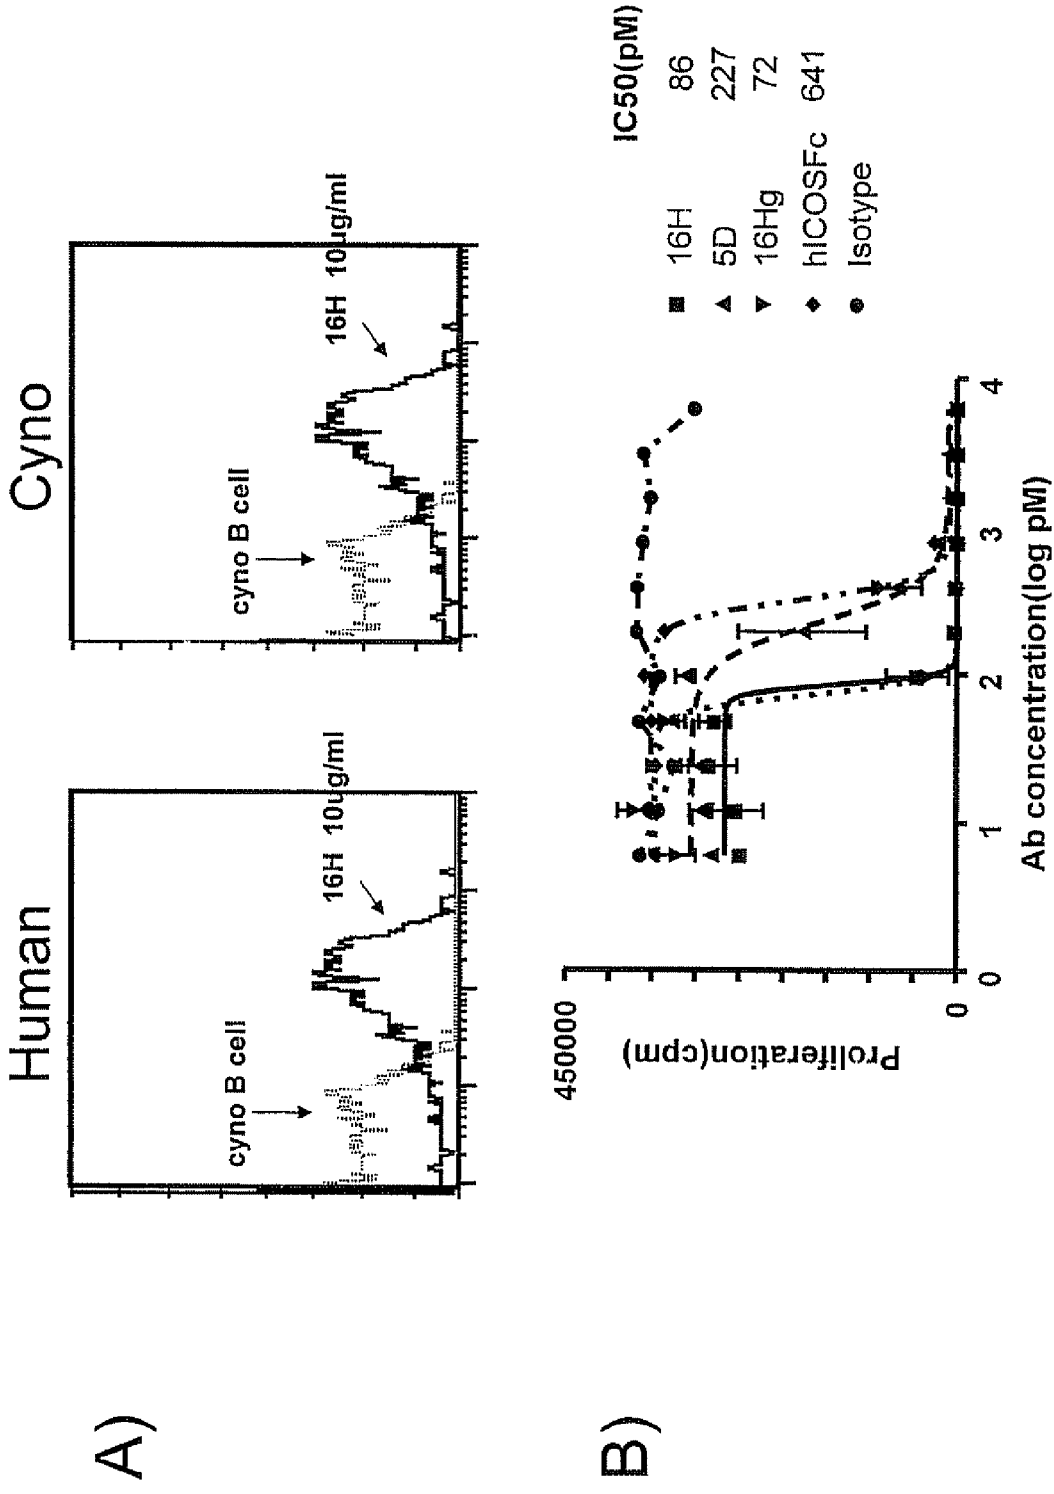 A)
Human
cyno B cell
16H 10ug/ml
Cyno
cyno B cell
16H 10ug/ml
B)
Proliferation(cpm)
450000
0
0
1
2
3
4
Ab concentration(log pM)
IC50(pM)
16H 86
5D 227
16Hg 72
hICOSFc 641
Isotype